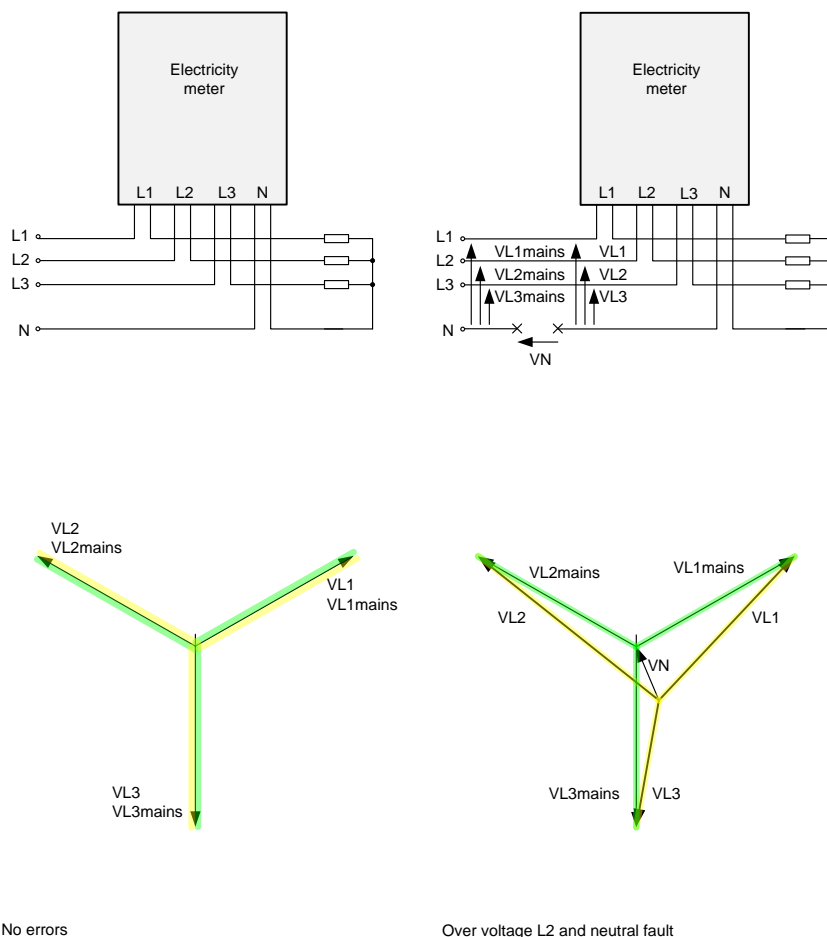 Electricity
meter
L1 L2 L3 N
L1
L2
L3
N
Electricity
meter
L1 L2 L3 N
L1
L2
L3
N
VL1mains VL1
VL2mains VL2
VL3mains VL3
VN
VL2
VL2mains
VL1
VL1mains
VL3
VL3mains
VL2mains
VL1mains
VL2
VL1
VN
VL3mains
VL3
No errors
Over voltage L2 and neutral fault